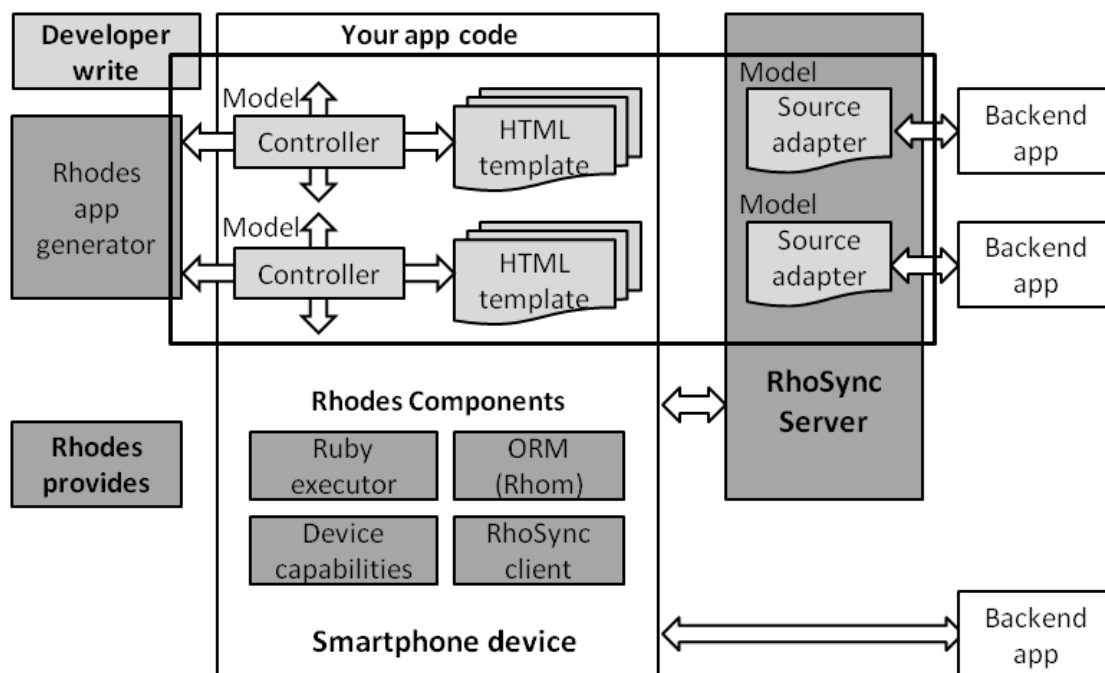 Developer
write
Your app code
Model
Controller
HTML
template
Model
Source
adapter
Backend
app
Rhodes
app
generator
Model
Controller
HTML
template
Model
Source
adapter
Backend
app
RhoSync
Server
Rhodes Components
Rhodes
provides
Ruby
executor
ORM
(Rhom)
Device
capabilities
RhoSync
client
Smartphone device
Backend
app